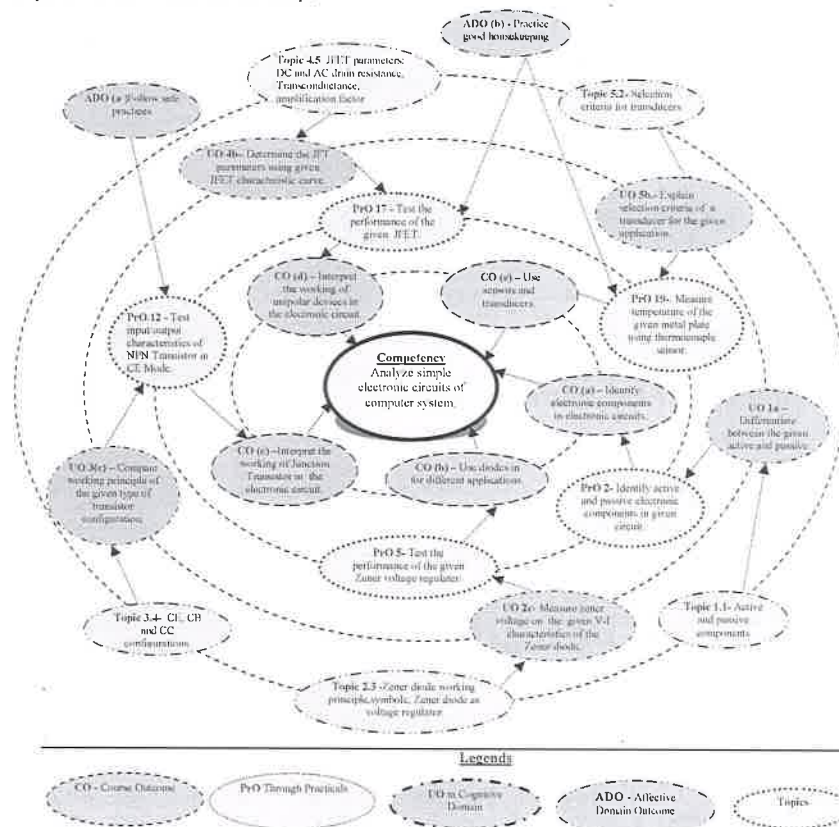 ADO (b) - Practice
good housekeeping
Topic 4.5 JFET parameters:
DC and AC drain resistance,
Transconductance,
amplification factor
Topic 5.2- Selection
criteria for transducers
ADO (a) Follow safe
practices
UO 4b– Determine the JFT
parameters using given
JFET characteristic curve.
UO 5b.- Explain
selection criteria of a
transducer for the given
application.
PrO 17 - Test the
performance of the
given JFET.
CO (d) – Interpret
the working of
unipolar devices in
the electronic circuit.
CO (e) – Use
sensors and
transducers.
PrO 12 - Test
input/output
characteristics of
NPN Transistor in
CE Mode.
PrO 19- Measure
temperature of the
given metal plate
using thermocouple
sensor.
Competency
Analyze simple
electronic circuits of
computer system.
CO (a) – Identify
electronic components
in electronic circuits.
UO 1a –
Differentiate
between the given
active and passive
CO (c) –Interpret the
working of Junction
Transistor in the
electronic circuit.
CO (b) – Use diodes in
for different applications.
UO 3(c) – Compare
working principle of
the given type of
transistor
configuration.
PrO 2- Identify active
and passive electronic
components in given
circuit.
PrO 5- Test the
performance of the given
Zener voltage regulator.
Topic 3.4- CE, CB
and CC
configurations
UO 2c- Measure zener
voltage on the given V-I
characteristics of the
Zener diode.
Topic 1.1- Active
and passive
components
Topic 2.3 -Zener diode working
principle,symbols, Zener diode as
voltage regulator
Legends
CO - Course Outcome
PrO Through Practicals
UO in Cognitive
Domain
ADO - Affective
Domain Outcome
Topics